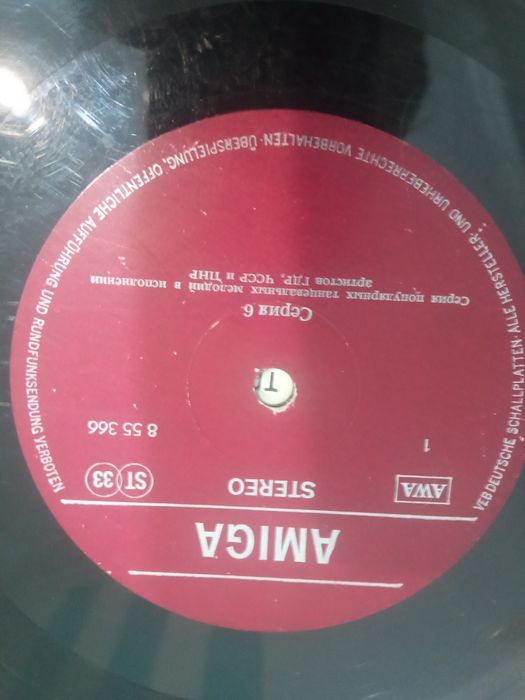 AMIGA
STEREO
AWA
ST 33
1
8 55 366
Серия 6
Серия популярных танцевальных мелодий в исполнении
артистов ГДР, ЧССР и ПНР
VEB DEUTSCHE SCHALLPLATTEN · ALLE HERSTELLER- UND URHEBERRECHTE VORBEHALTEN · ÜBERSPIELUNG, ÖFFENTLICHE AUFFÜHRUNG UND RUNDFUNKSENDUNG VERBOTEN